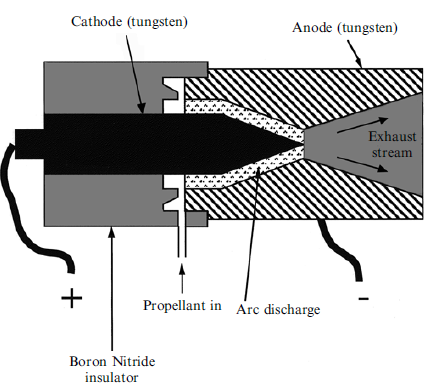 Cathode (tungsten)
Anode (tungsten)
Exhaust
stream
+
-
Propellant in
Arc discharge
Boron Nitride
insulator